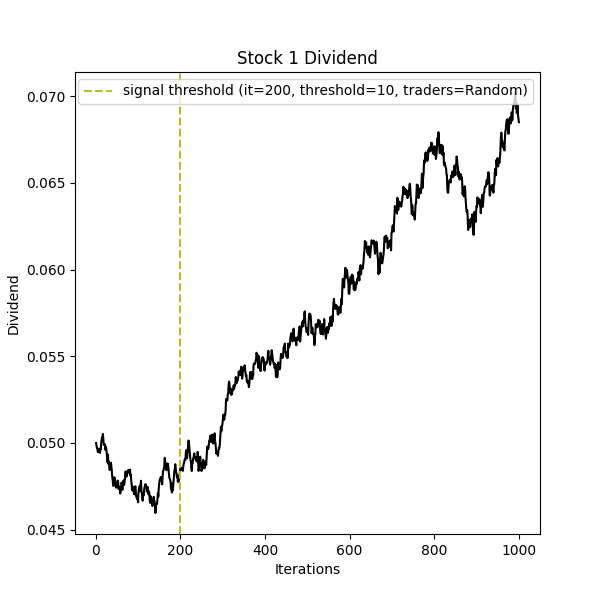 Stock 1 Dividend
signal threshold (it=200, threshold=10, traders=Random)
0.070
0.065
0.060
0.055
0.050
0.045
Dividend
0 200 400 600 800 1000
Iterations